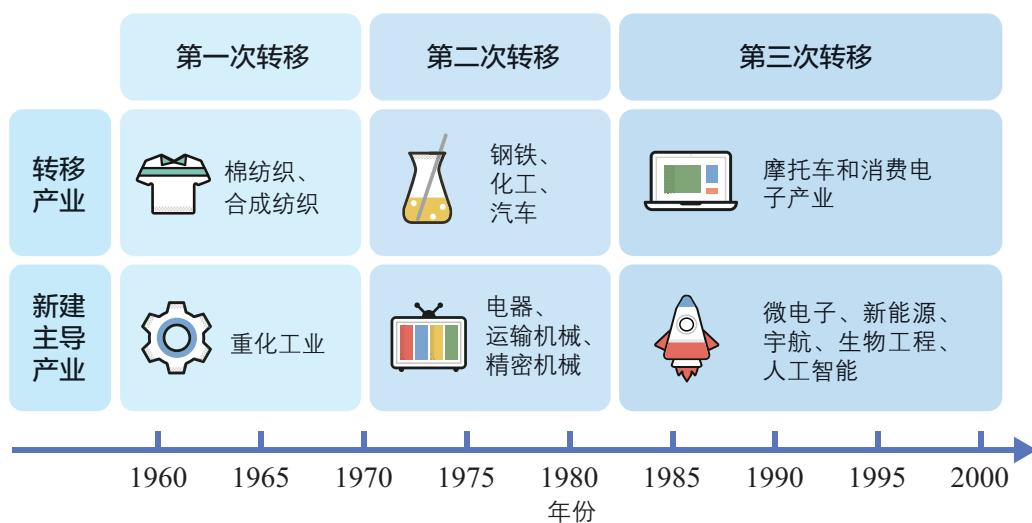 第一次转移
第二次转移
第三次转移
转移
产业
棉纺织、
合成纺织
钢铁、
化工、
汽车
摩托车和消费电
子产业
新建
主导
产业
重化工业
电器、
运输机械、
精密机械
微电子、新能源、
宇航、生物工程、
人工智能
1960
1965
1970
1975
1980
1985
1990
1995
2000
年份